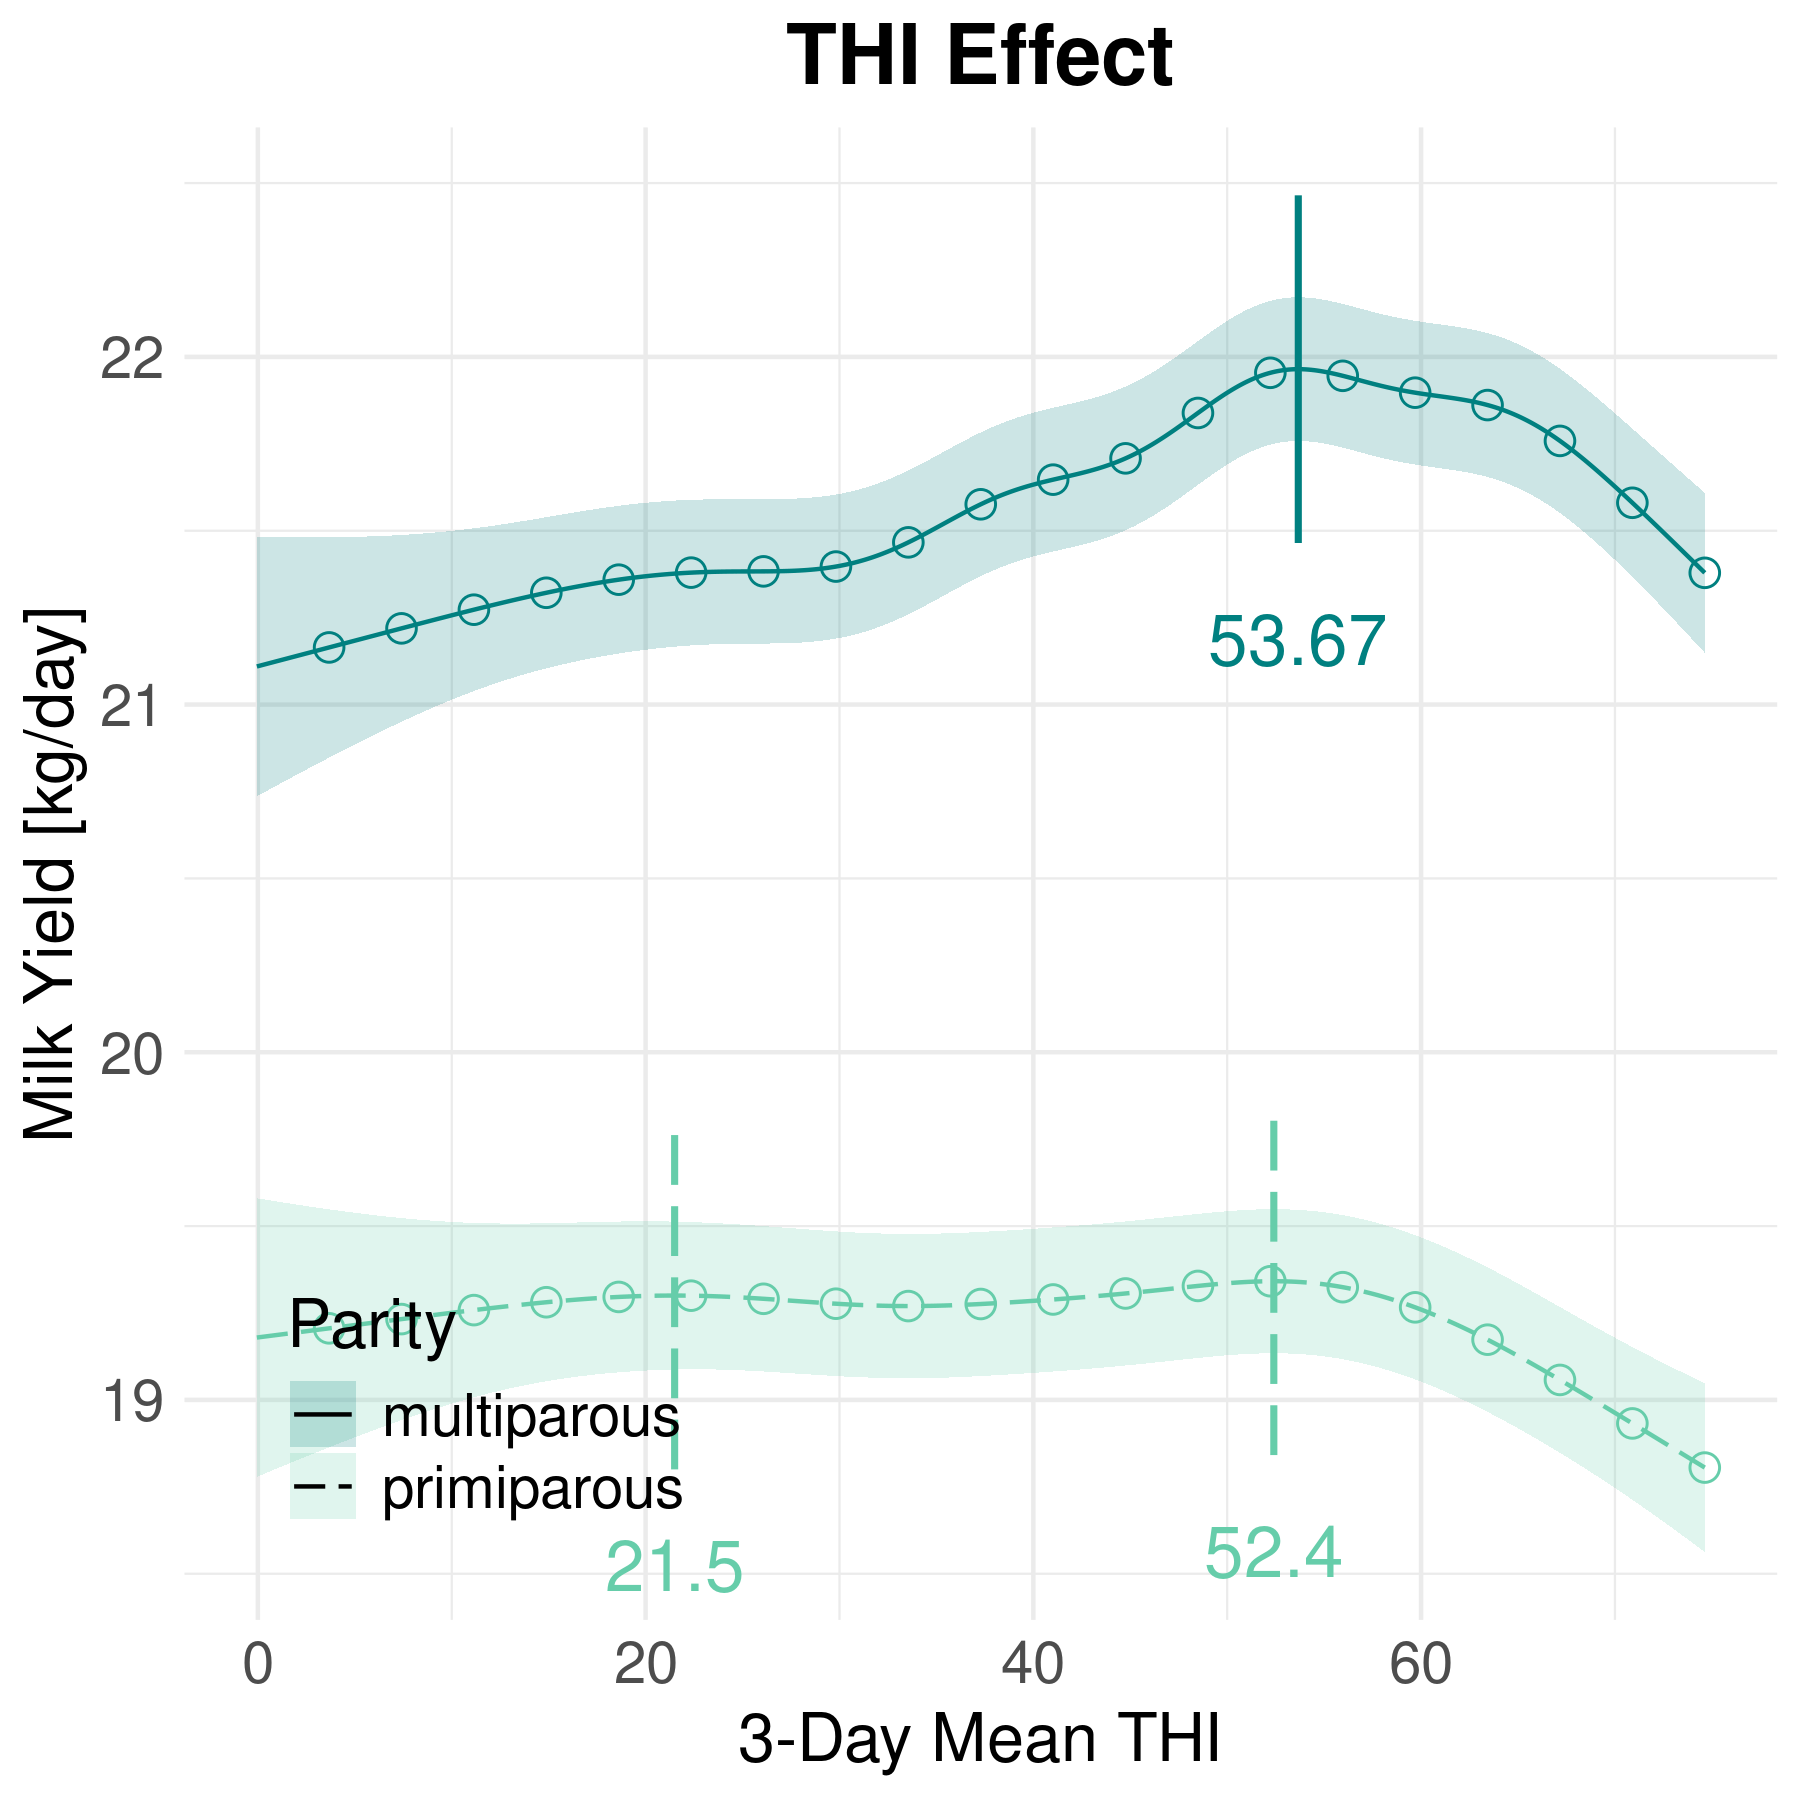 THI Effect
Milk Yield [kg/day]
22
21
20
19
53.67
Parity
multiparous
primiparous
21.5
52.4
0
20
40
60
3-Day Mean THI